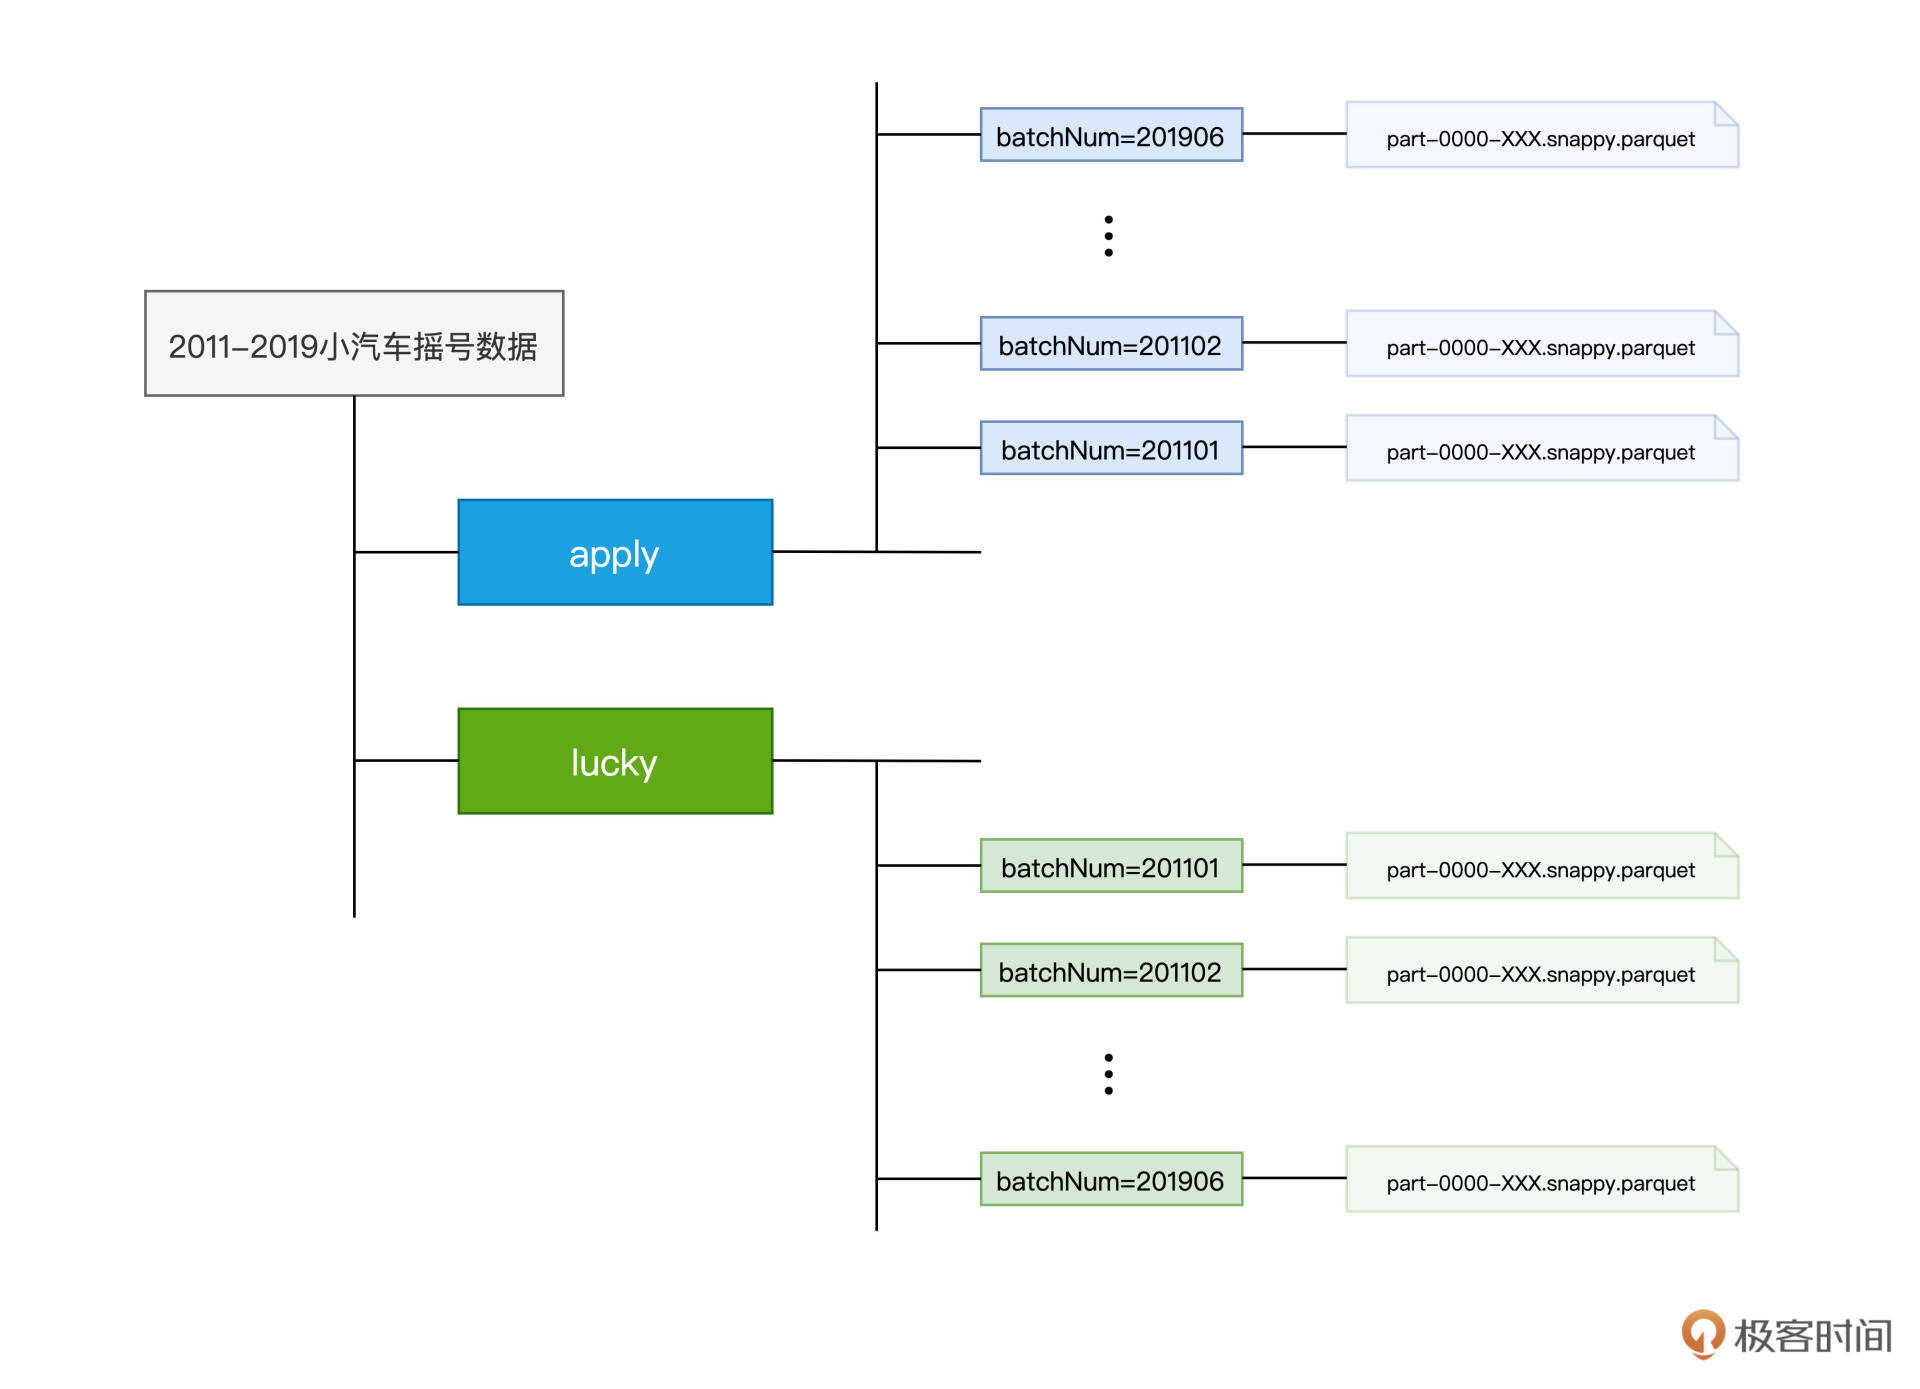 batchNum=201906
part-0000-XXX.snappy.parquet
2011-2019小汽车摇号数据
batchNum=201102
part-0000-XXX.snappy.parquet
batchNum=201101
part-0000-XXX.snappy.parquet
apply
lucky
batchNum=201101
part-0000-XXX.snappy.parquet
batchNum=201102
part-0000-XXX.snappy.parquet
batchNum=201906
part-0000-XXX.snappy.parquet
极客时间